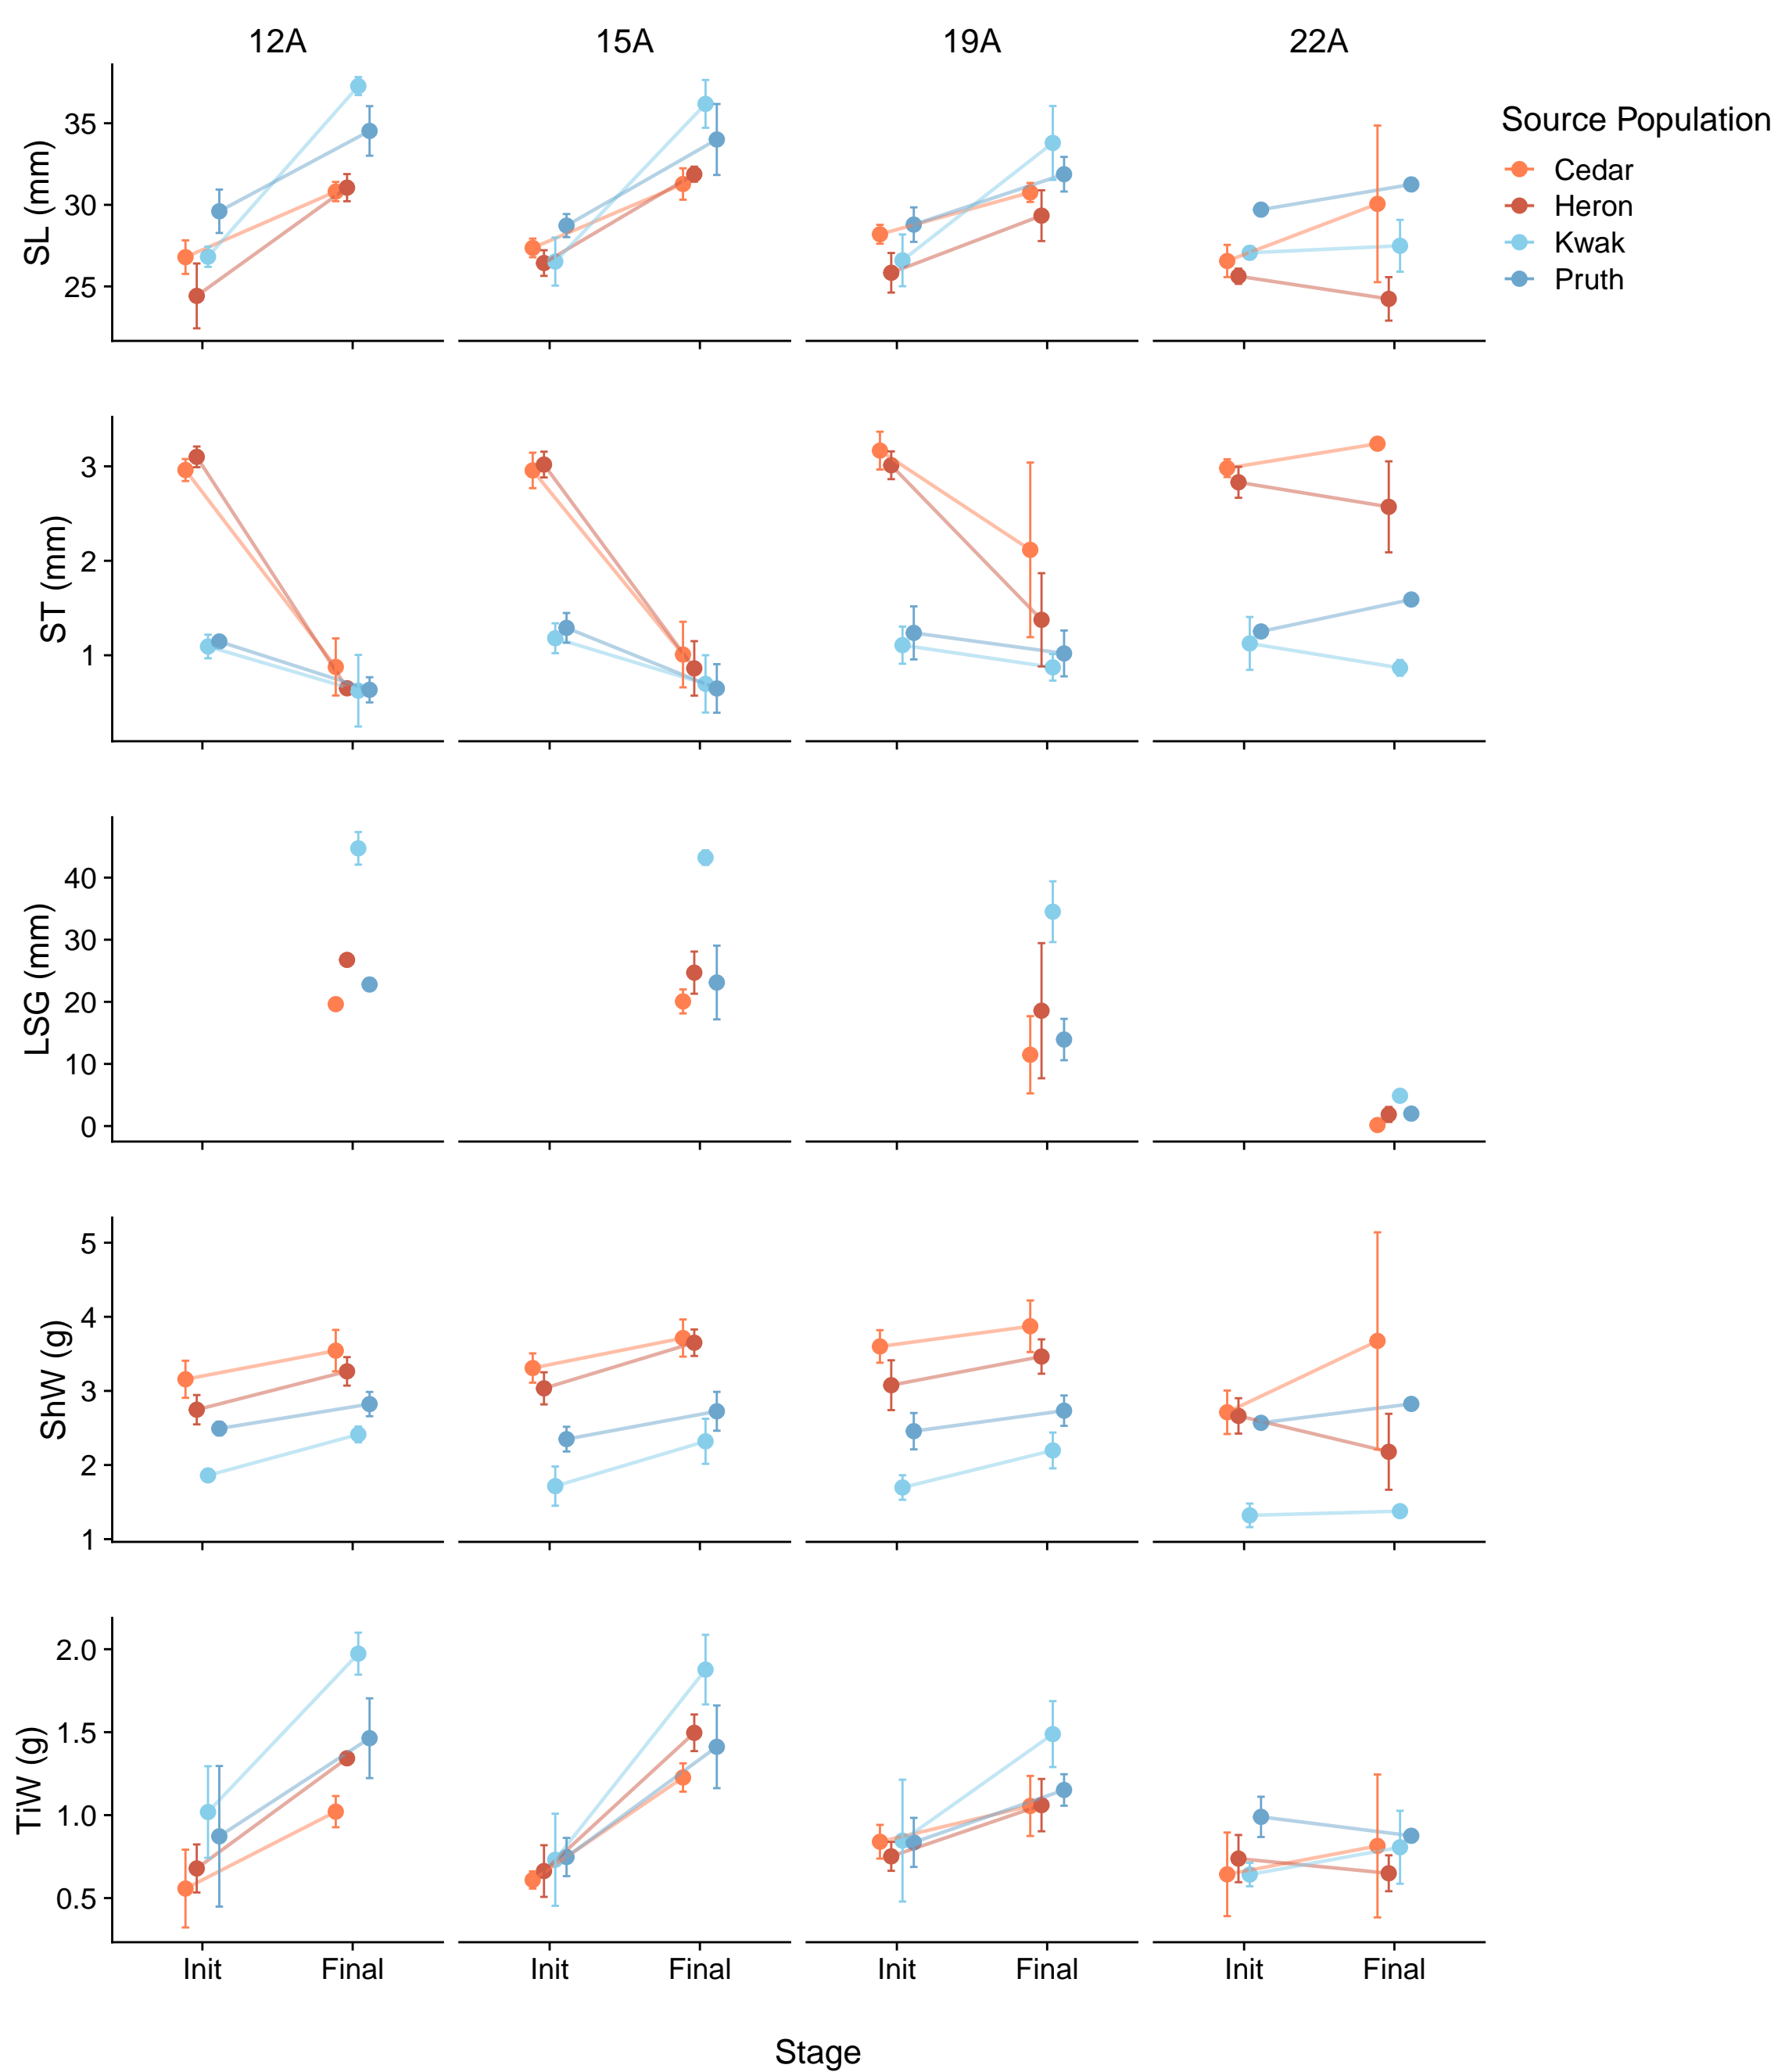 12A 15A 19A 22A
SL (mm)
35
30
25
Source Population
Cedar
Heron
Kwak
Pruth
ST (mm)
3
2
1
LSG (mm)
40
30
20
10
0
ShW (g)
5
4
3
2
1
TiW (g)
2.0
1.5
1.0
0.5
Init Final Init Final Init Final Init Final
Stage